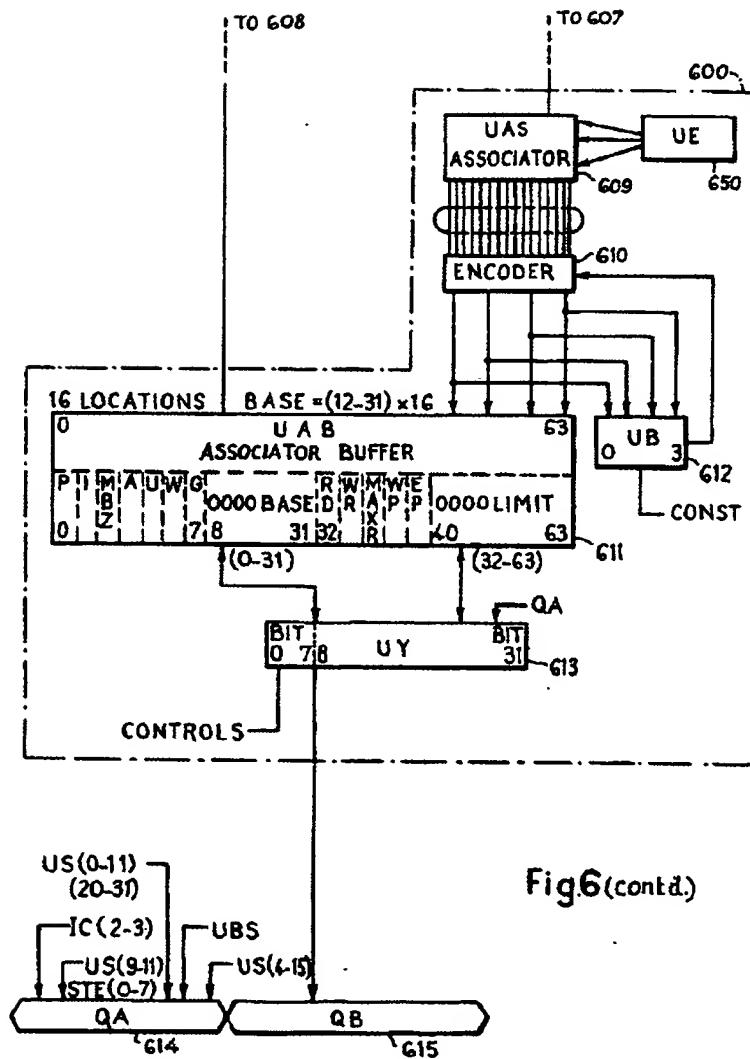 TO 608
TO 607
600
UAS
ASSOCIATOR
609
UE
650
610
ENCODER
16 LOCATIONS BASE = (12-31) x 16
0 UAB 63
ASSOCIATOR BUFFER
P I MBZ A U W G 0000 BASE RD WR MAXR WP EP 0000 LIMIT
0 7 8 31 32 40 63
611
UB
0 3
612
CONST
(0-31)
(32-63)
QA
BIT UY BIT
0 7 8 31
613
CONTROLS
US(0-11)
(20-31)
IC(2-3)
UBS
US(9-11)
US(4-15)
STE(0-7)
QA
614
QB
615
Fig.6 (contd.)